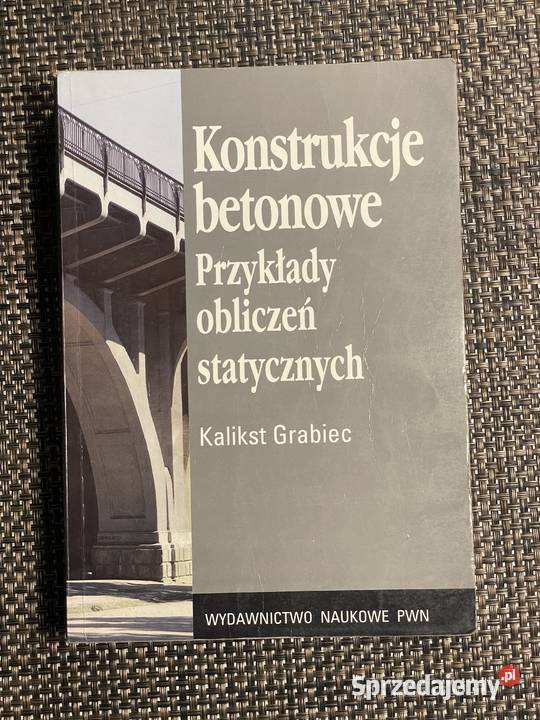 Konstrukcje
betonowe
Przykłady
obliczeń
statycznych
Kalikst Grabiec
WYDAWNICTWO NAUKOWE PWN
Sprzedajemy.pl